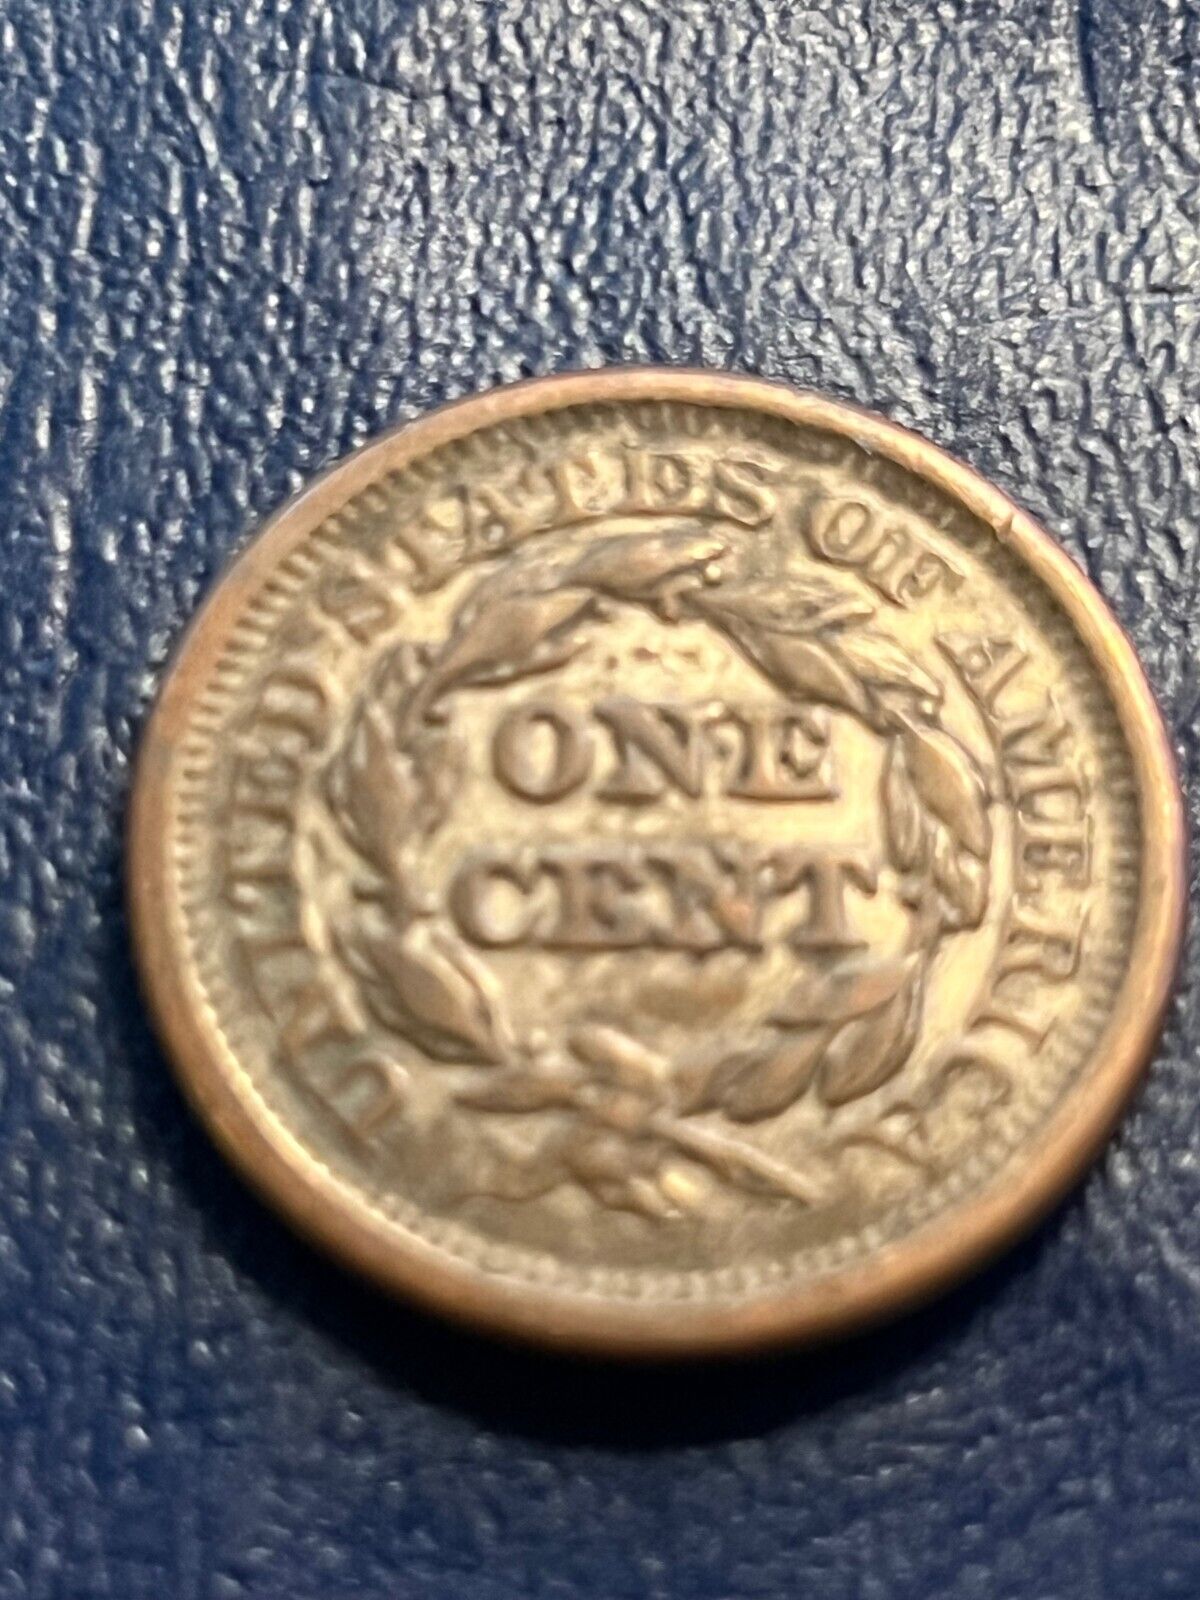 UNITED STATES OF AMERICA
ONE
CENT